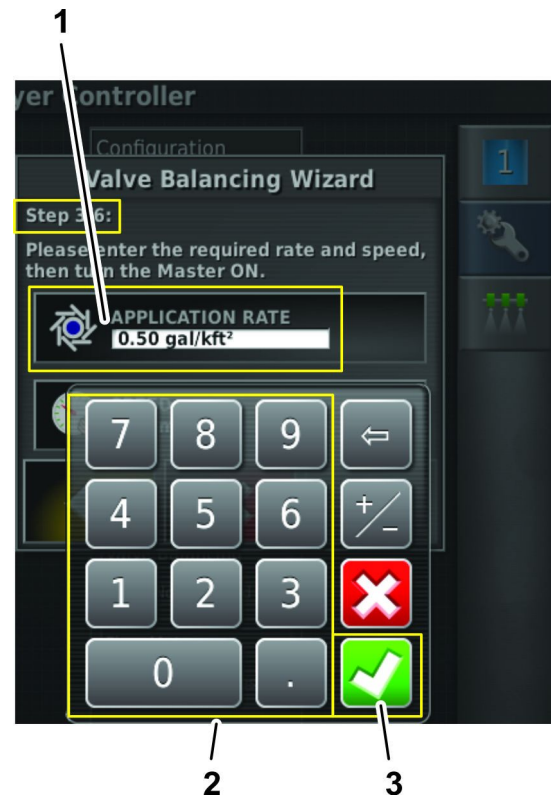 1
yer Controller
Configuration
1
Valve Balancing Wizard
Step 3/6:
Please enter the required rate and speed,
then turn the Master ON.
APPLICATION RATE
0.50 gal/kft²
7 8 9
4 5 6 +/-
1 2 3
0 .
2 3